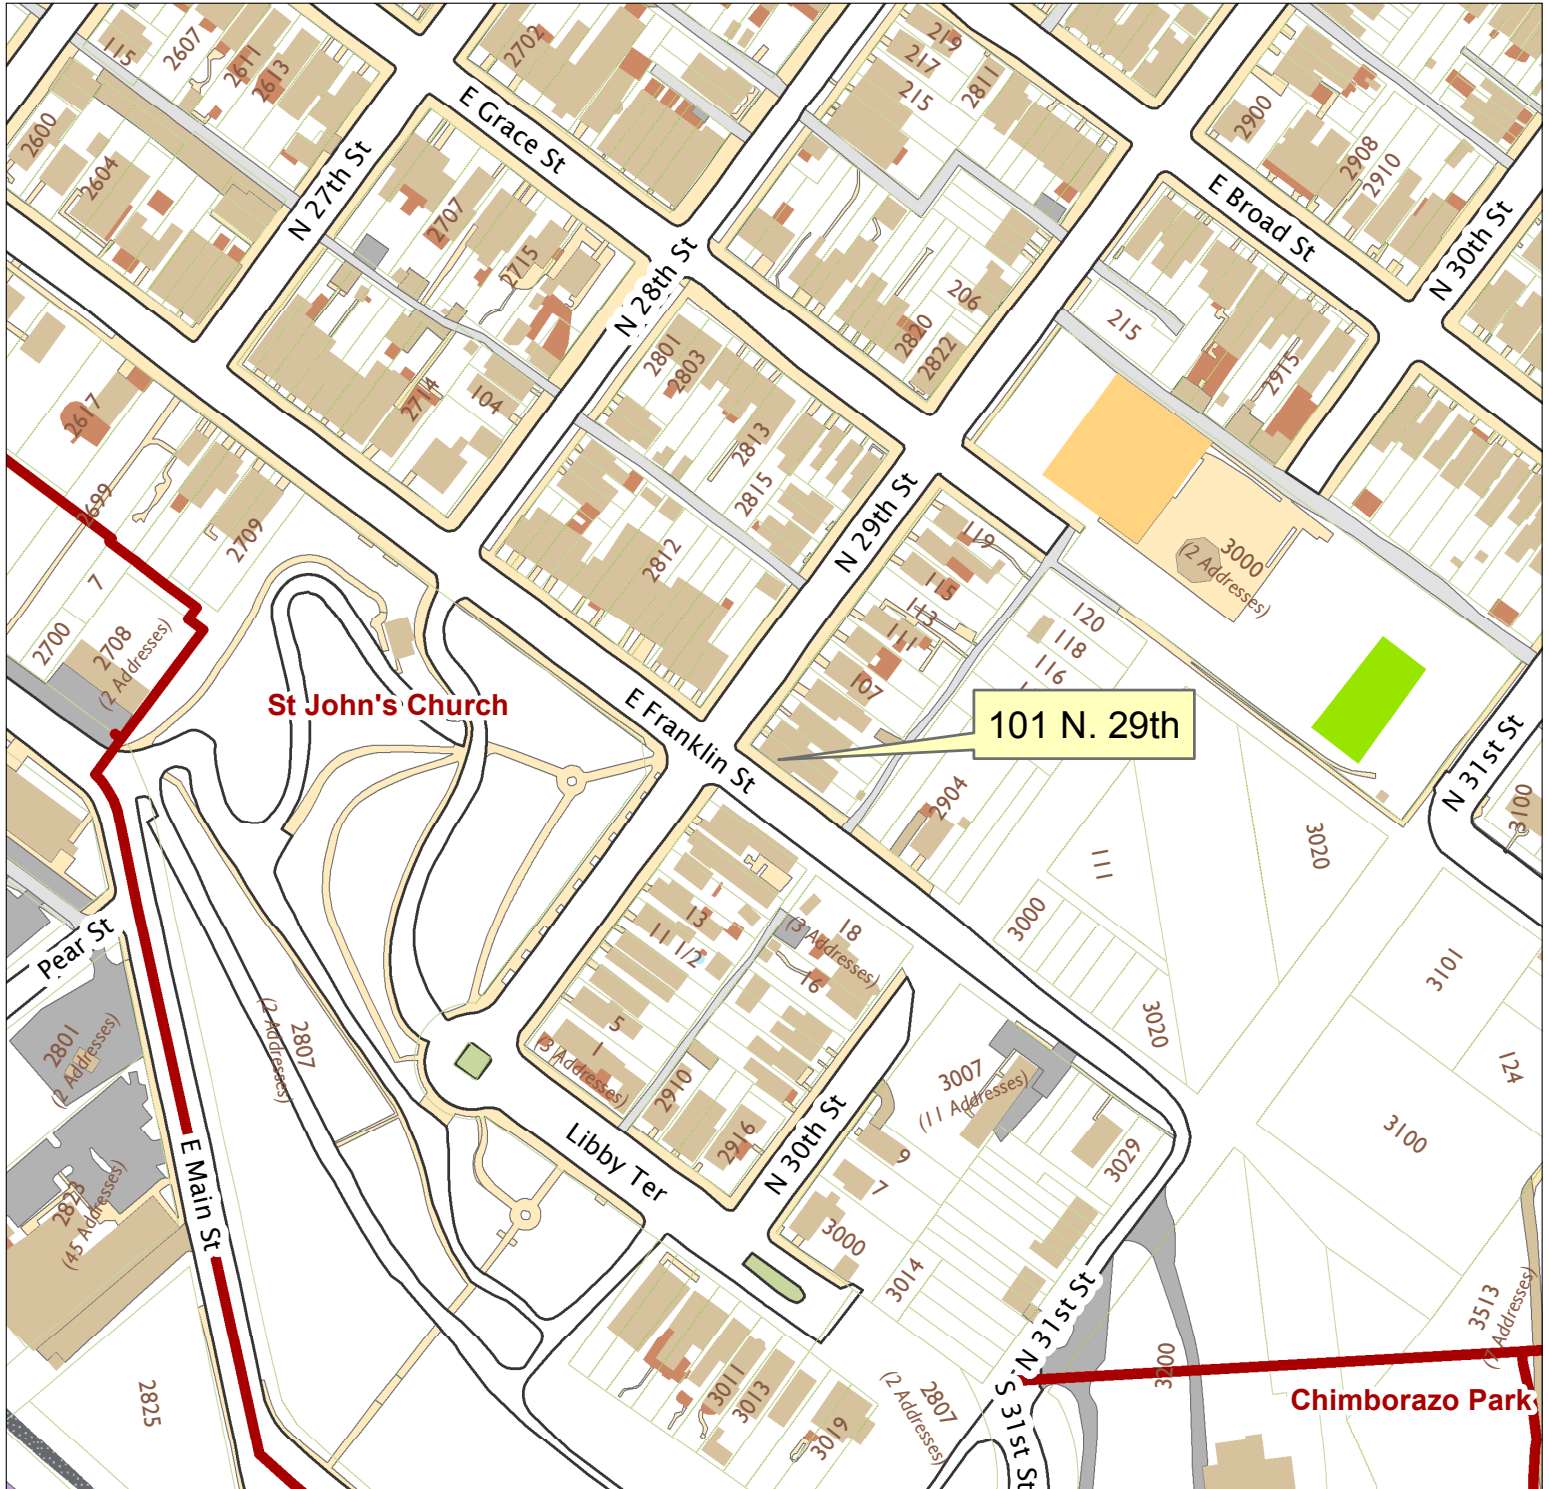 115
2607
2611
2613
2702
219
217
215
2811
2900
2908
2910
2600
2604
E Grace St
N 27th St
2707
2715
N 28th St
E Broad St
N 30th St
206
2820
2822
215
2915
2801
2803
2617
2714
104
2813
2815
2699
2709
2812
N 29th St
119
115
113
111
107
3000
(2 Addresses)
120
118
116
7
2700
2708
(2 Addresses)
St John's Church
E Franklin St
101 N. 29th
N 31st St
3100
2904
111
3020
3000
3101
3020
124
3100
Pear St
1
13
11 1/2
18
(3 Addresses)
16
5
1
(3 Addresses)
2910
2916
2801
(2 Addresses)
2807
(2 Addresses)
3007
(11 Addresses)
3029
9
7
3000
3014
Libby Ter
N 30th St
E Main St
2823
(45 Addresses)
2825
3011
3013
3019
2807
(2 Addresses)
N 31st St
S 31st St
3200
3513
(7 Addresses)
Chimborazo Park